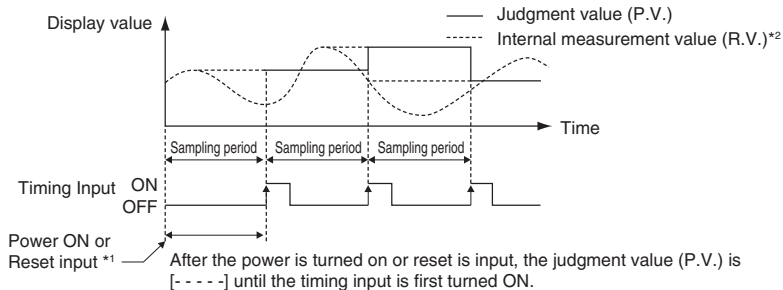 Display value
Judgment value (P.V.)
Internal measurement value (R.V.)*2
Time
Sampling period Sampling period Sampling period
Timing Input ON
OFF
Power ON or
Reset input *1
After the power is turned on or reset is input, the judgment value (P.V.) is
[- - - - -] until the timing input is first turned ON.